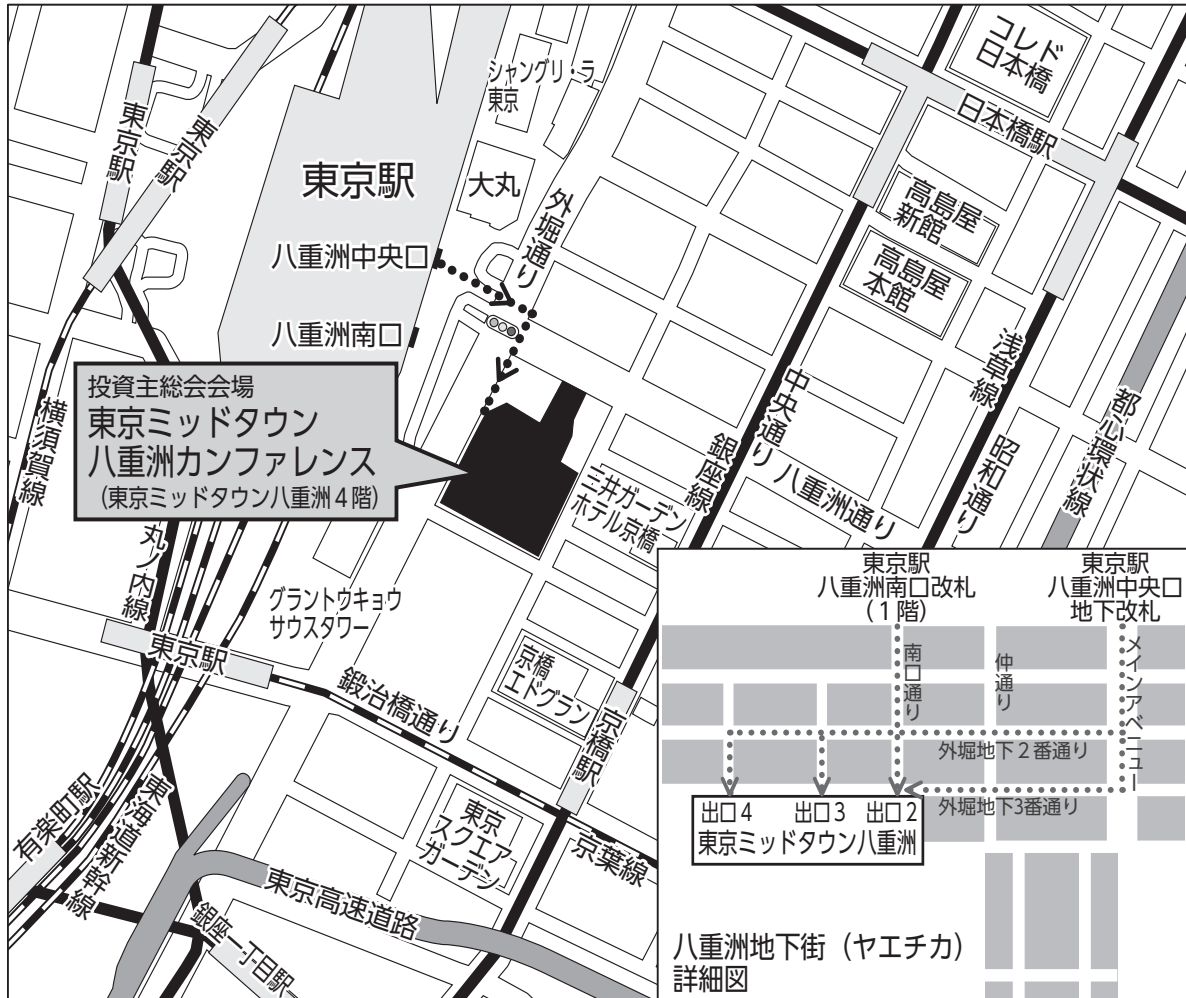 コレド
日本橋
シャングリ・ラ
東京
日本橋駅
東京駅
東京駅
東京駅
大丸
外堀通り
高島屋
新館
高島屋
本館
八重洲中央口
八重洲南口
投資主総会会場
東京ミッドタウン
八重洲カンファレンス
(東京ミッドタウン八重洲4階)
横須賀線
中央通り
銀座線
浅草線
昭和通り
都心環状線
八重洲通り
三井ガーデン
ホテル京橋
丸ノ内線
グラントウキョウ
サウスタワー
東京駅
鍛治橋通り
京橋
エドグラン
京橋駅
有楽町駅
東海道新幹線
東京
スクエア
ガーデン
京葉線
東京高速道路
銀座一丁目駅
東京駅
八重洲南口改札
(1階)
東京駅
八重洲中央口
地下改札
南口通り
仲通り
メインアベニュー
外堀地下2番通り
外堀地下3番通り
出口4 出口3 出口2
東京ミッドタウン八重洲
八重洲地下街(ヤエチカ)
詳細図